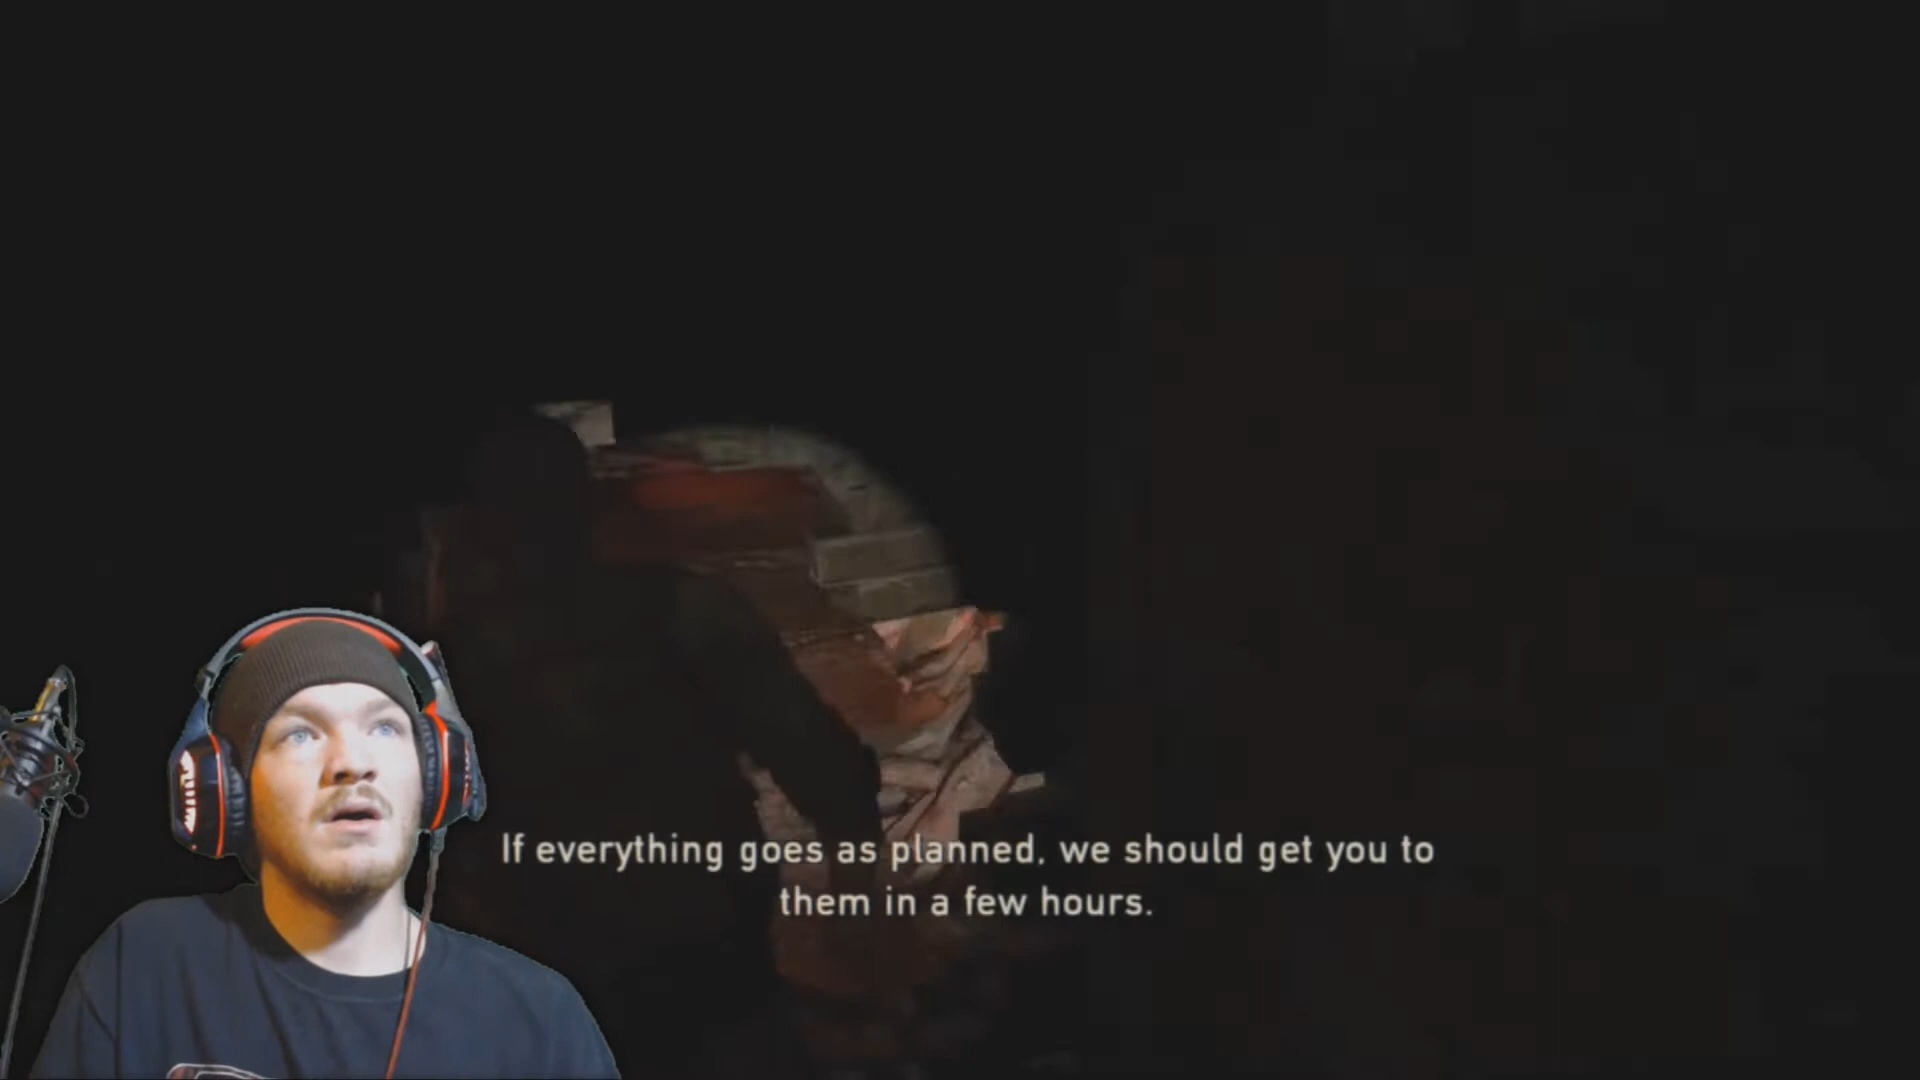 If everything goes as planned, we should get you to
them in a few hours.